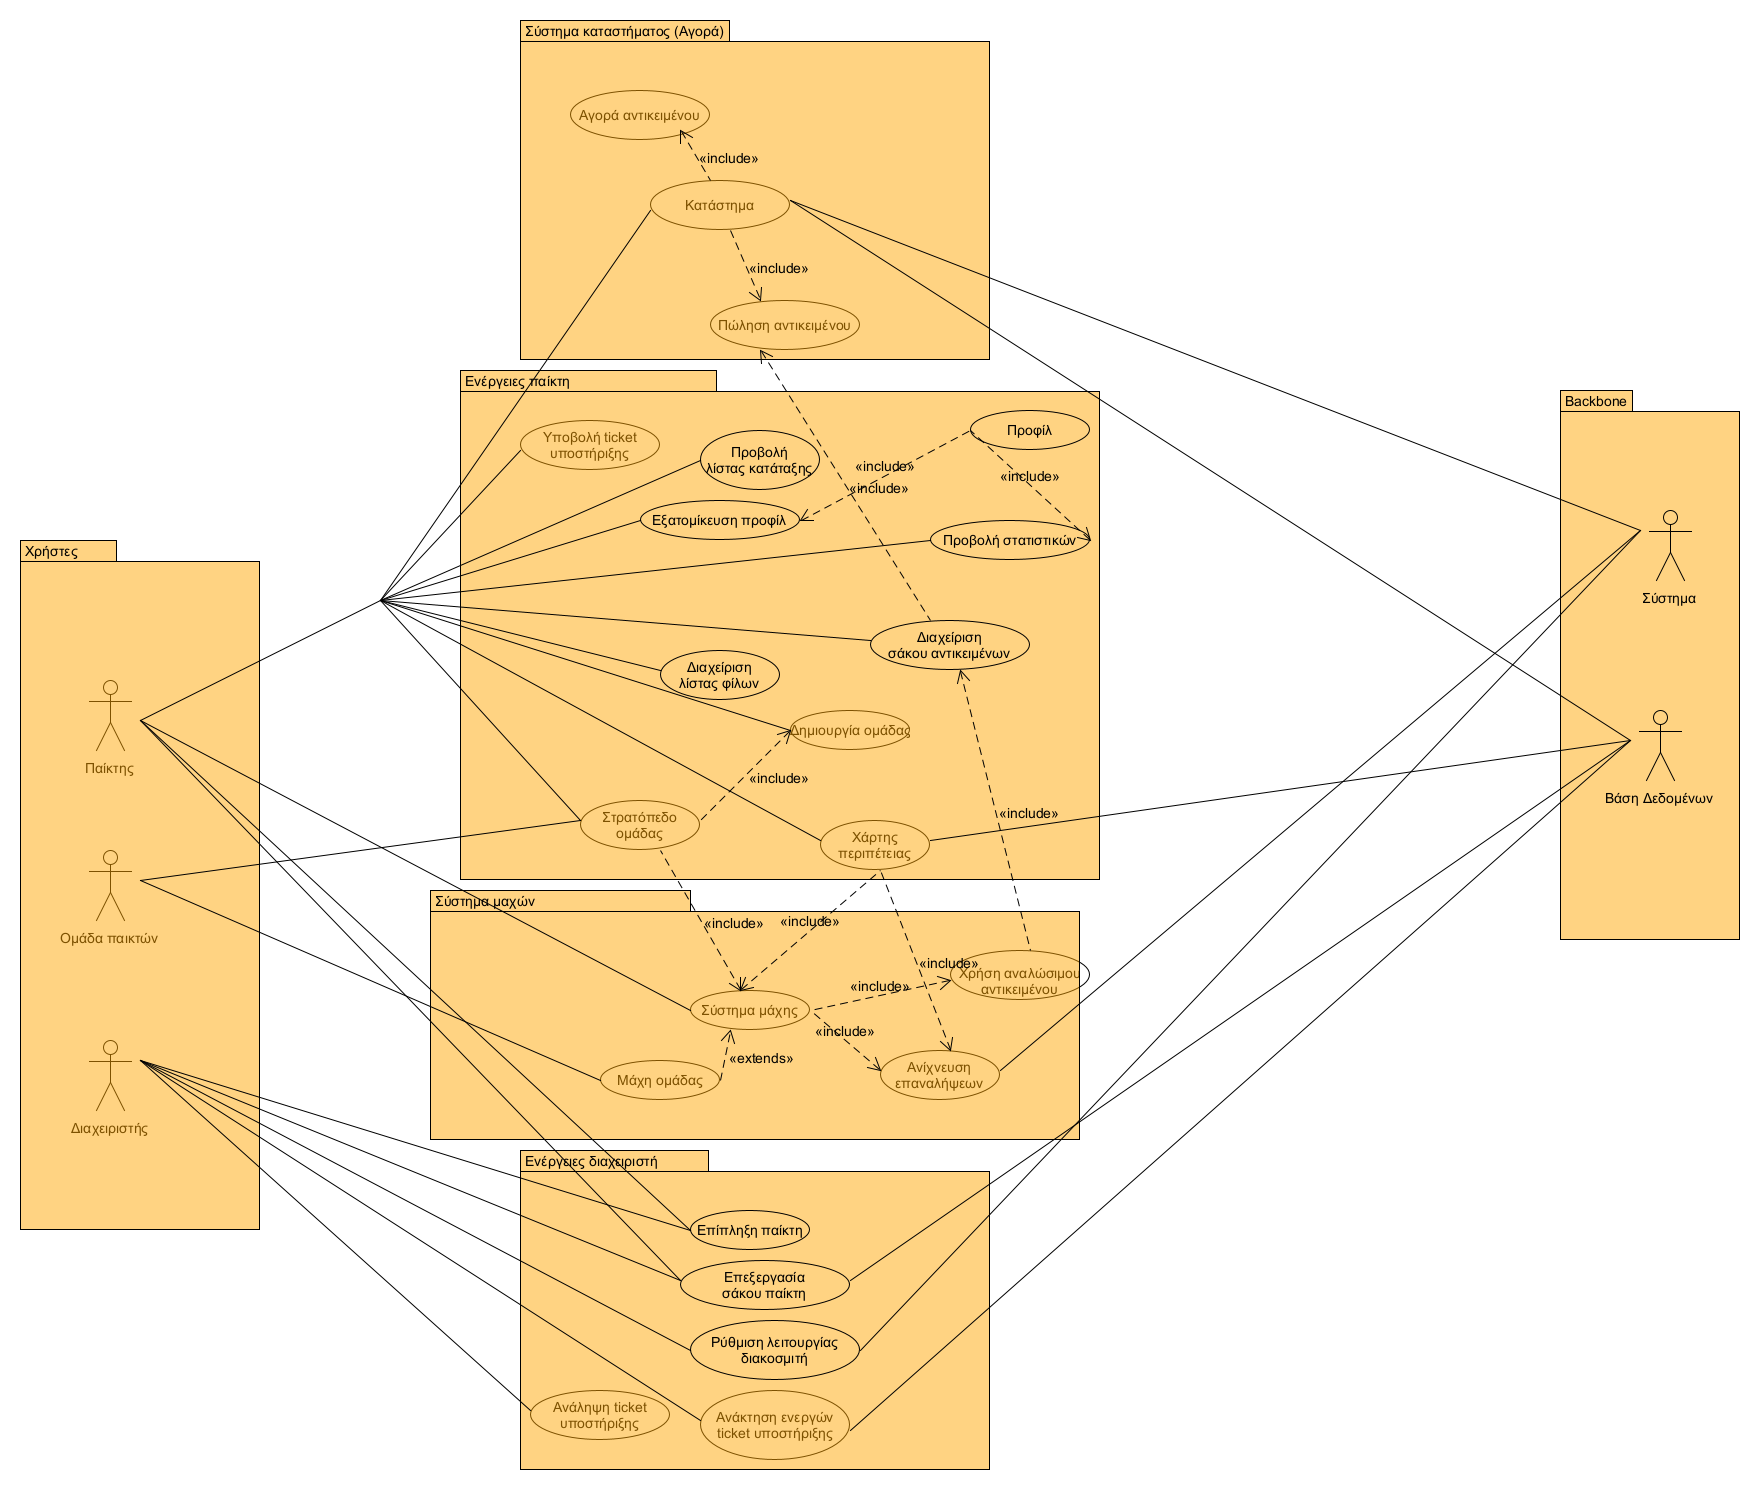 Σύστημα καταστήματος (Αγορά)
Αγορά αντικειμένου
«include»
Κατάστημα
«include»
Πώληση αντικειμένου
Ενέργειες παίκτη
Υποβολή ticket
υποστήριξης
Προβολή
λίστας κατάταξης
Προφίλ
«include»
«include»
«include»
Εξατομίκευση προφίλ
Προβολή στατιστικών
Διαχείριση
σάκου αντικειμένων
Διαχείριση
λίστας φίλων
Δημιουργία ομάδας
«include»
Στρατόπεδο
ομάδας
Χάρτης
περιπέτειας
«include»
Χρήστες
Παίκτης
Ομάδα παικτών
Διαχειριστής
Backbone
Σύστημα
Βάση Δεδομένων
Σύστημα μαχών
«include»
«include»
«include»
Χρήση αναλώσιμου
αντικειμένου
«include»
Σύστημα μάχης
«include»
«extends»
Μάχη ομάδας
Ανίχνευση
επαναλήψεων
Ενέργειες διαχειριστή
Επίπληξη παίκτη
Επεξεργασία
σάκου παίκτη
Ρύθμιση λειτουργίας
διακοσμιτή
Ανάληψη ticket
υποστήριξης
Ανάκτηση ενεργών
ticket υποστήριξης